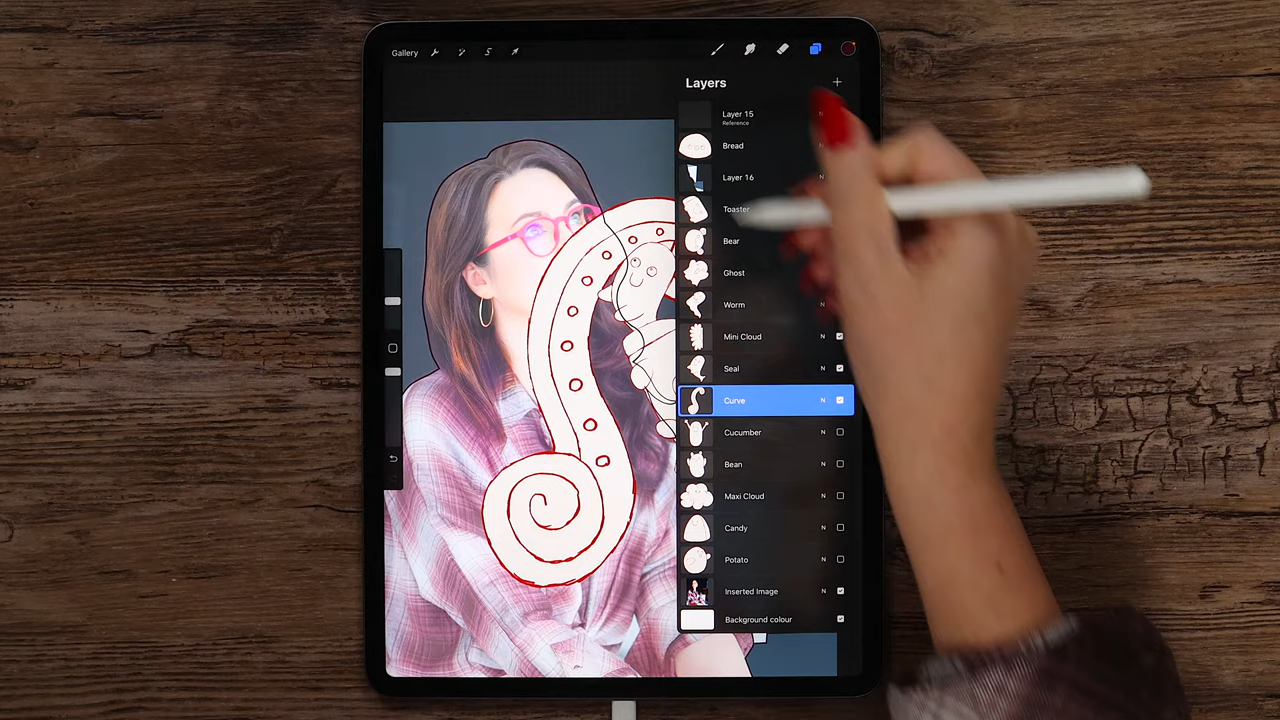 Gallery
Layers
Layer 15
Reference
Bread
Layer 16
N
Toaster
Bear
Ghost
Worm
Mini Cloud N
Seal N
Curve N
Cucumber N
Bean N
Maxi Cloud N
Candy N
Potato N
Inserted Image N
Background colour